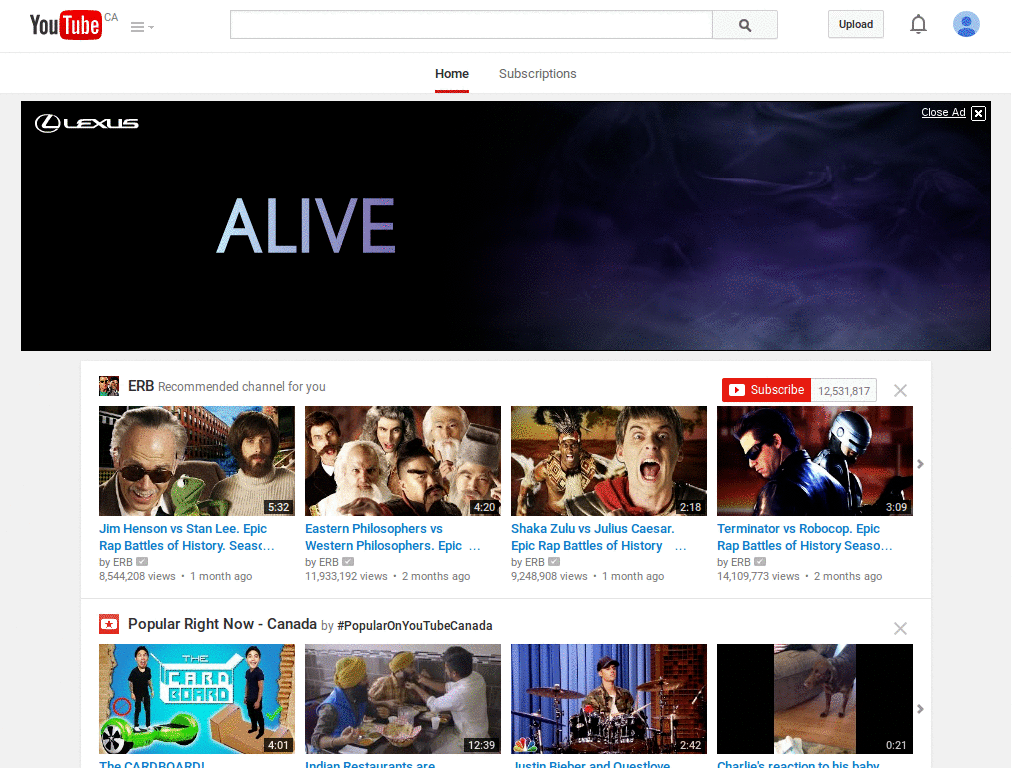 YouTube CA
Upload
Home Subscriptions
LEXUS
Close Ad
ALIVE
ERB Recommended channel for you
Subscribe 12,531,817
5:32 4:20 2:18 3:09
Jim Henson vs Stan Lee. Epic
Rap Battles of History. Seasc...
by ERB
8,544,208 views • 1 month ago
Eastern Philosophers vs
Western Philosophers. Epic ...
by ERB
11,933,192 views • 2 months ago
Shaka Zulu vs Julius Caesar.
Epic Rap Battles of History ...
by ERB
9,248,908 views • 1 month ago
Terminator vs Robocop. Epic
Rap Battles of History Seaso...
by ERB
14,109,773 views • 2 months ago
Popular Right Now - Canada by #PopularOnYouTubeCanada
THE
CARD
BOARD
4:01 12:39 2:42 0:21
The CARDBOARD!
Indian Restaurants are
Justin Bieber and Questlove
Charlie's reaction to his baby